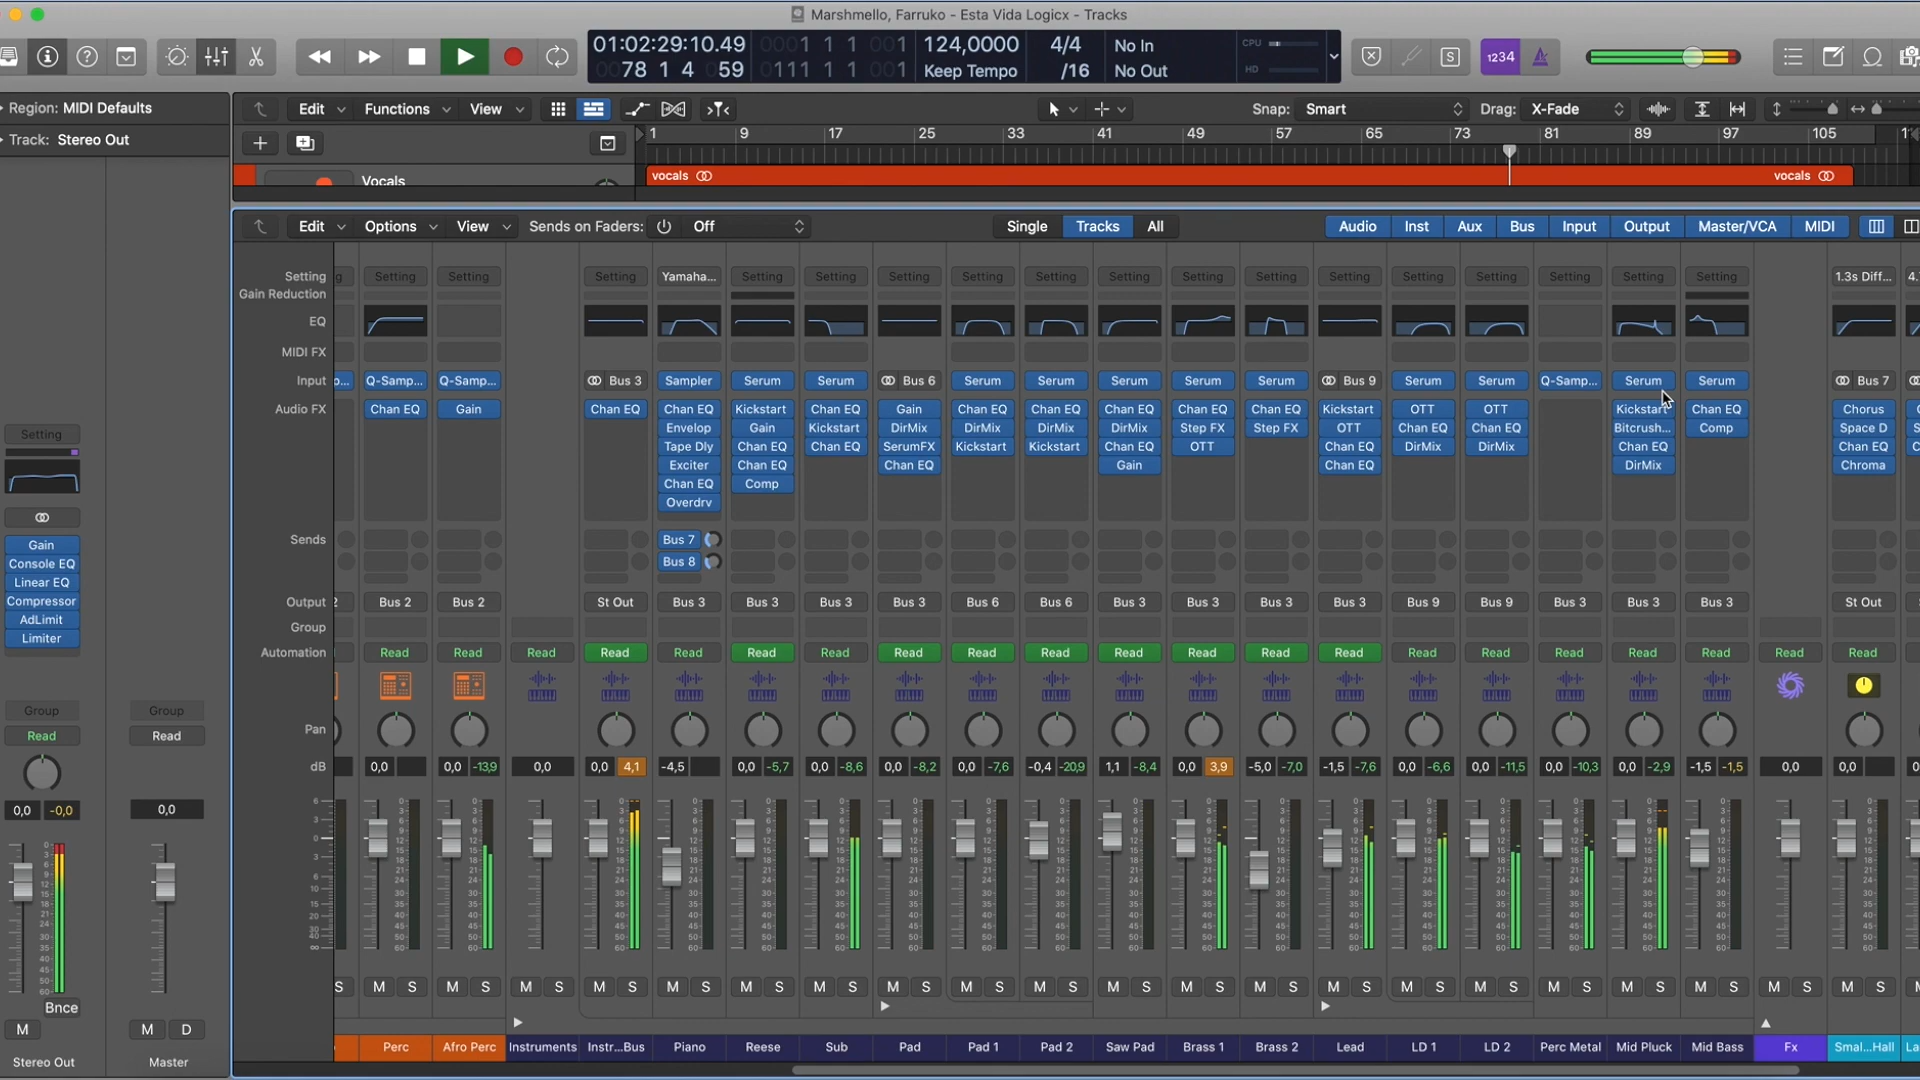 Marshmello, Farruko - Esta Vida Logicx - Tracks
01:02:29:10.49
0078 1 4 059
0001 1 1 001
0111 1 1 001
124,0000
Keep Tempo
4/4
/16
No In
No Out
CPU
HD
S
1234
Region: MIDI Defaults
Track: Stereo Out
Edit Functions View
Snap: Smart
Drag: X-Fade
1 9 17 25 33 41 49 57 65 73 81 89 97 105
Vocals
vocals vocals
Edit Options View Sends on Faders: Off Single Tracks All Audio Inst Aux Bus Input Output Master/VCA MIDI
Setting Setting Setting Setting Yamaha... Setting Setting Setting Setting Setting Setting Setting Setting Setting Setting Setting Setting Setting Setting 1.3s Diff...
Gain Reduction
EQ
MIDI FX
Input Q-Samp... Q-Samp... Bus 3 Sampler Serum Serum Bus 6 Serum Serum Serum Serum Serum Bus 9 Serum Serum Q-Samp... Serum Serum Bus 7
Audio FX Chan EQ Gain Chan EQ Chan EQ Kickstart Chan EQ Gain Chan EQ Chan EQ Chan EQ Chan EQ Chan EQ Kickstart OTT OTT Kickstart Chan EQ Chorus
Envelop Gain Kickstart DirMix DirMix DirMix DirMix Step FX Step FX OTT Chan EQ Chan EQ Bitcrush... Comp Space D
Tape Dly Chan EQ Chan EQ SerumFX Kickstart Kickstart Chan EQ OTT Chan EQ DirMix DirMix Chan EQ Chan EQ
Exciter Chan EQ Chan EQ Gain Chan EQ DirMix Chroma
Chan EQ Comp
Overdrv
Sends Bus 7
Bus 8
Output Bus 2 Bus 2 St Out Bus 3 Bus 3 Bus 3 Bus 3 Bus 6 Bus 6 Bus 3 Bus 3 Bus 3 Bus 3 Bus 9 Bus 9 Bus 3 Bus 3 Bus 3 St Out
Group
Automation Read Read Read Read Read Read Read Read Read Read Read Read Read Read Read Read Read Read Read Read Read
Pan
dB 0,0 0,0 -13,9 0,0 0,0 4,1 -4,5 0,0 -5,7 0,0 -8,6 0,0 -8,2 0,0 -7,6 -0,4 -20,9 1,1 -8,4 0,0 3,9 -5,0 -7,0 -1,5 -7,6 0,0 -6,6 0,0 -11,5 0,0 -10,3 0,0 -2,9 -1,5 -1,5 0,0 0,0
S M S M S M S M S M S M S M S M S M S M S M S M S M S M S M S M S M S M S M S M S M S
Perc Afro Perc Instruments Instr...Bus Piano Reese Sub Pad Pad 1 Pad 2 Saw Pad Brass 1 Brass 2 Lead LD 1 LD 2 Perc Metal Mid Pluck Mid Bass Fx Smal...Hall
Setting
Gain
Console EQ
Linear EQ
Compressor
AdLimit
Limiter
Group Group
Read Read
0,0 -0,0 0,0
Bnce
M M D
Stereo Out Master